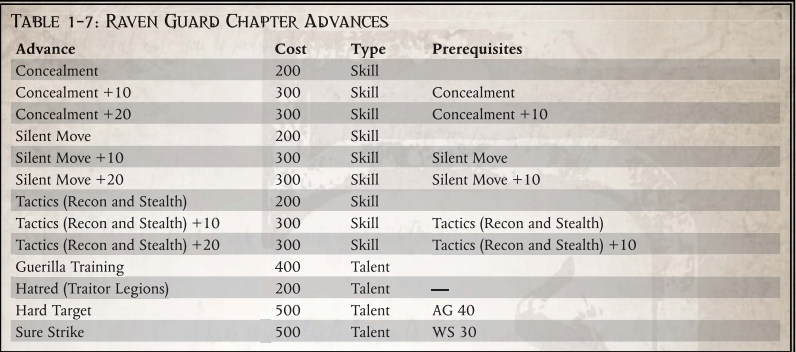 TABLE 1-7: RAVEN GUARD CHAPTER ADVANCES
Advance Cost Type Prerequisites
Concealment 200 Skill
Concealment +10 300 Skill Concealment
Concealment +20 300 Skill Concealment +10
Silent Move 200 Skill
Silent Move +10 300 Skill Silent Move
Silent Move +20 300 Skill Silent Move +10
Tactics (Recon and Stealth) 200 Skill
Tactics (Recon and Stealth) +10 300 Skill Tactics (Recon and Stealth)
Tactics (Recon and Stealth) +20 300 Skill Tactics (Recon and Stealth) +10
Guerilla Training 400 Talent
Hatred (Traitor Legions) 200 Talent —
Hard Target 500 Talent AG 40
Sure Strike 500 Talent WS 30